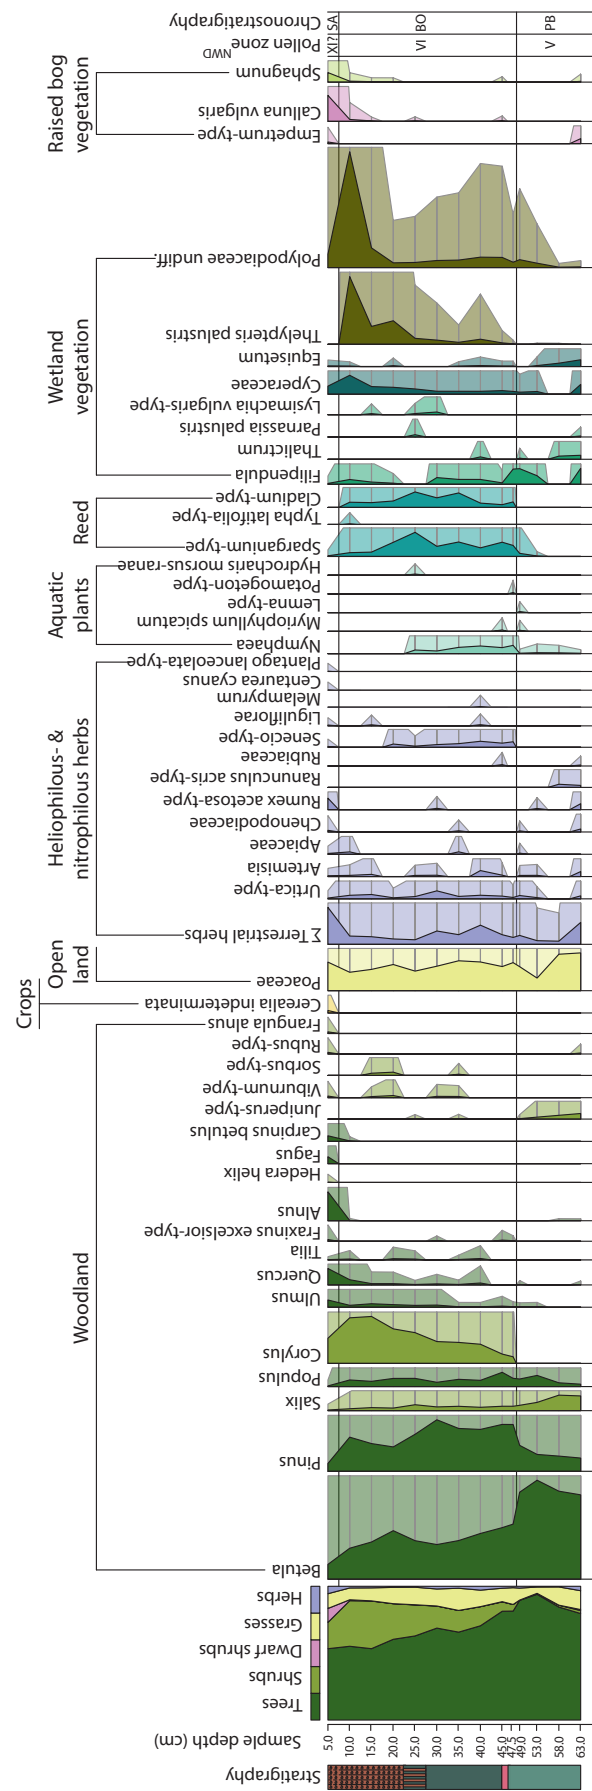 Chronostratigraphy
SA
BO
PB
Pollen zone NWD
XI?
VI
V
Raised bog
vegetation
Sphagnum
Calluna vulgaris
Empetrum-type
Wetland
vegetation
Polypodiaceae undiff.
Thelypteris palustris
Equisetum
Cyperaceae
Lysimachia vulgaris-type
Parnassia palustris
Thalictrum
Filipendula
Reed
Cladium-type
Typha latifolia-type
Sparganium-type
Aquatic
plants
Hydrocharis morsus-ranae
Potamogeton-type
Lemna-type
Myriophyllum spicatum
Nymphaea
Heliophilous- &
nitrophilous herbs
Plantago lanceolata-type
Centaurea cyanus
Melampyrum
Liguliflorae
Senecio-type
Rubiaceae
Ranunculus acris-type
Rumex acetosa-type
Chenopodiaceae
Apiaceae
Artemisia
Urtica-type
ΣTerrestrial herbs
Open
land
Poaceae
Crops
Cerealia indeterminata
Woodland
Frangula alnus
Rubus-type
Sorbus-type
Viburnum-type
Juniperus-type
Carpinus betulus
Fagus
Hedera helix
Alnus
Fraxinus excelsior-type
Tilia
Quercus
Ulmus
Corylus
Populus
Salix
Pinus
Betula
Herbs
Grasses
Dwarf shrubs
Shrubs
Trees
Sample depth (cm)
5.0
10.0
15.0
20.0
25.0
30.0
35.0
40.0
45.0
47.5
49.0
53.0
58.0
63.0
Stratigraphy